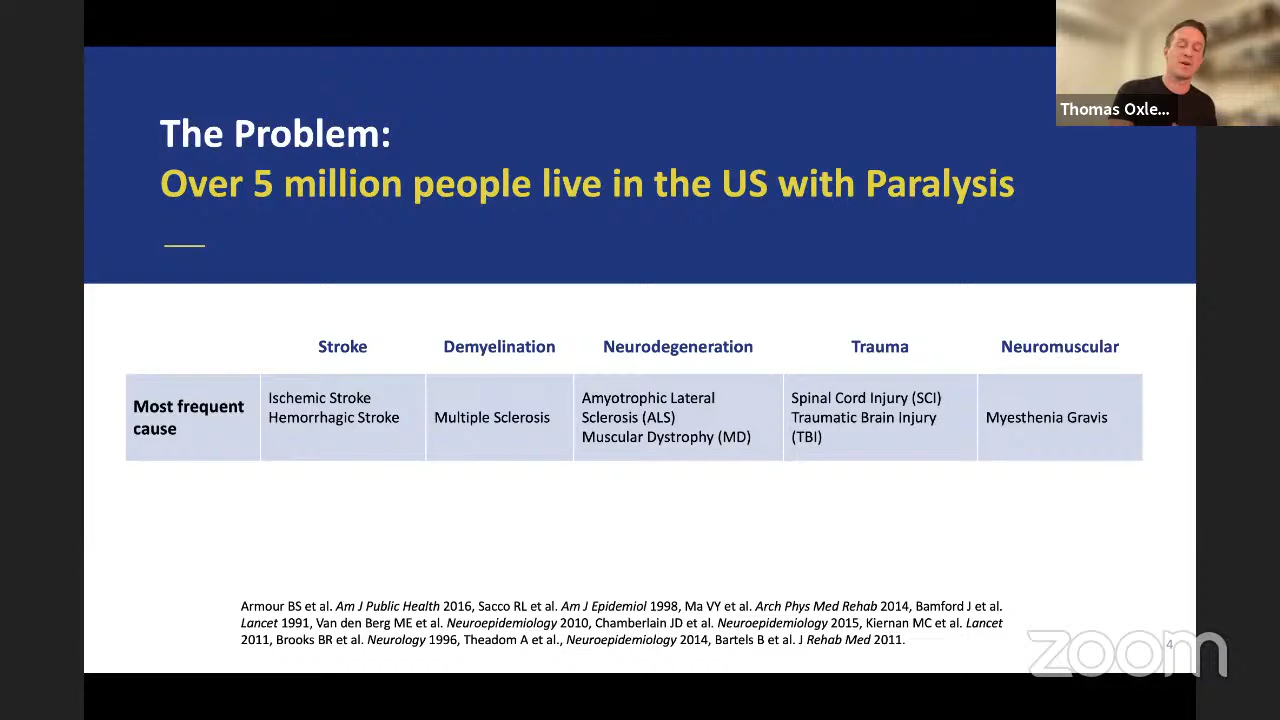 Thomas Oxle...
The Problem:
Over 5 million people live in the US with Paralysis
Stroke
Demyelination
Neurodegeneration
Trauma
Neuromuscular
Most frequent
cause
Ischemic Stroke
Hemorrhagic Stroke
Multiple Sclerosis
Amyotrophic Lateral
Sclerosis (ALS)
Muscular Dystrophy (MD)
Spinal Cord Injury (SCI)
Traumatic Brain Injury
(TBI)
Myesthenia Gravis
Armour BS et al. Am J Public Health 2016, Sacco RL et al. Am J Epidemiol 1998, Ma VY et al. Arch Phys Med Rehab 2014, Bamford J et al.
Lancet 1991, Van den Berg ME et al. Neuroepidemiology 2010, Chamberlain JD et al. Neuroepidemiology 2015, Kiernan MC et al. Lancet
2011, Brooks BR et al. Neurology 1996, Theadom A et al., Neuroepidemiology 2014, Bartels B et al. J Rehab Med 2011.
4
zoom